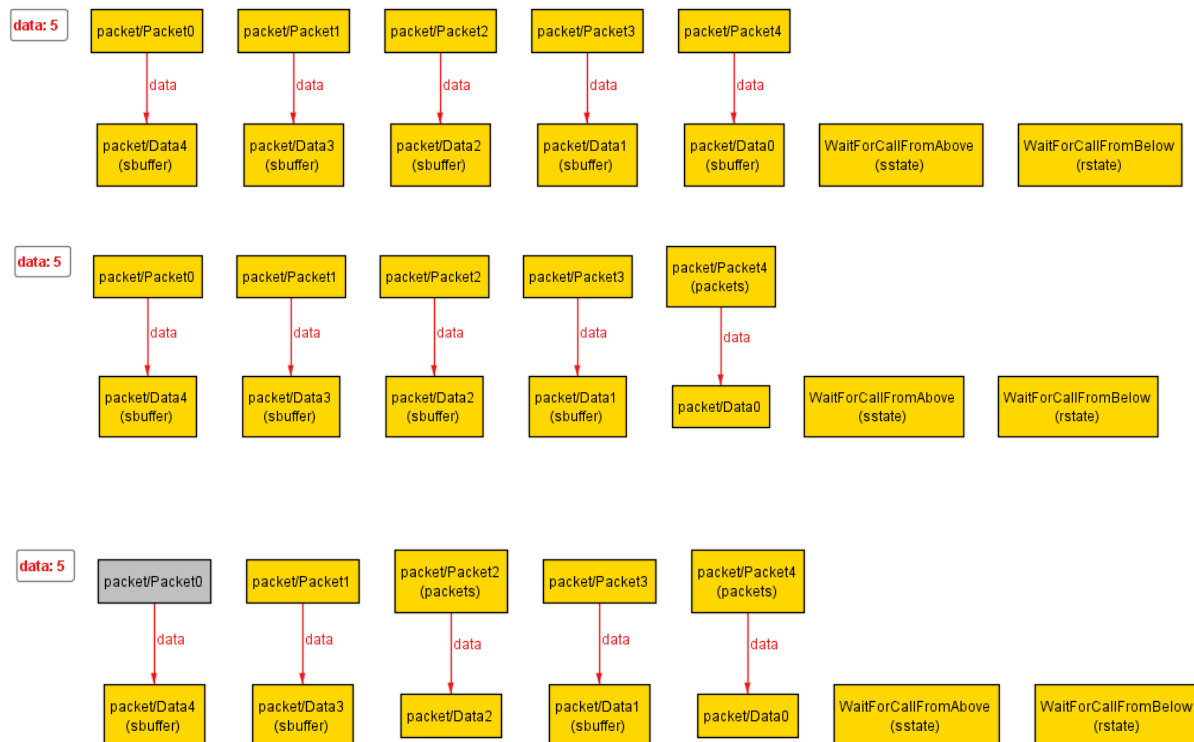 data: 5
packet/Packet0
packet/Packet1
packet/Packet2
packet/Packet3
packet/Packet4
data
data
data
data
data
packet/Data4
(sbuffer)
packet/Data3
(sbuffer)
packet/Data2
(sbuffer)
packet/Data1
(sbuffer)
packet/Data0
(sbuffer)
WaitForCallFromAbove
(sstate)
WaitForCallFromBelow
(rstate)
data: 5
packet/Packet0
packet/Packet1
packet/Packet2
packet/Packet3
packet/Packet4
(packets)
data
data
data
data
data
packet/Data4
(sbuffer)
packet/Data3
(sbuffer)
packet/Data2
(sbuffer)
packet/Data1
(sbuffer)
packet/Data0
WaitForCallFromAbove
(sstate)
WaitForCallFromBelow
(rstate)
data: 5
packet/Packet0
packet/Packet1
packet/Packet2
(packets)
packet/Packet3
packet/Packet4
(packets)
data
data
data
data
data
packet/Data4
(sbuffer)
packet/Data3
(sbuffer)
packet/Data2
packet/Data1
(sbuffer)
packet/Data0
WaitForCallFromAbove
(sstate)
WaitForCallFromBelow
(rstate)